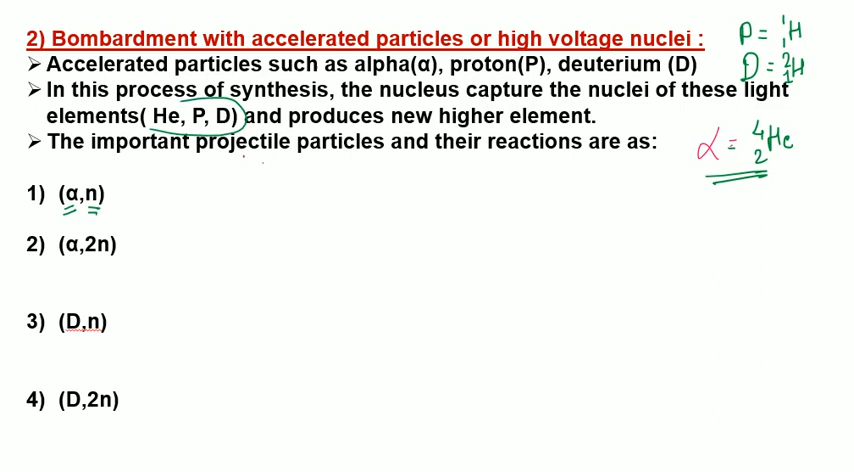 2) Bombardment with accelerated particles or high voltage nuclei :
➢ Accelerated particles such as alpha(α), proton(P), deuterium (D)
➢ In this process of synthesis, the nucleus capture the nuclei of these light
elements( He, P, D) and produces new higher element.
➢ The important projectile particles and their reactions are as:
P = ¹₁H
D = ²₁H
α = ⁴₂He
1) (α,n)
2) (α,2n)
3) (D,n)
4) (D,2n)